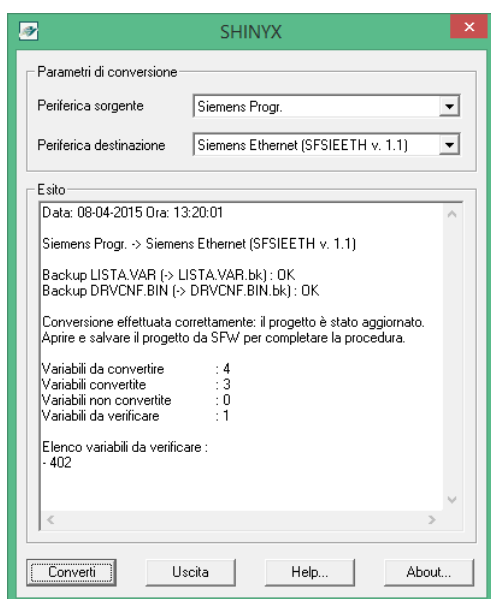 SHINYX
Parametri di conversione
Periferica sorgente Siemens Progr.
Periferica destinazione Siemens Ethernet (SFSIEETH v. 1.1)
Esito
Data: 08-04-2015 Ora: 13:20:01
Siemens Progr. -> Siemens Ethernet (SFSIEETH v. 1.1)
Backup LISTA.VAR (-> LISTA.VAR.bk) : OK
Backup DRVCNF.BIN (-> DRVCNF.BIN.bk) : OK
Conversione effettuata correttamente: il progetto è stato aggiornato.
Aprire e salvare il progetto da SFW per completare la procedura.
Variabili da convertire : 4
Variabili convertite : 3
Variabili non convertite : 0
Variabili da verificare : 1
Elenco variabili da verificare :
- 402
Converti Uscita Help... About...